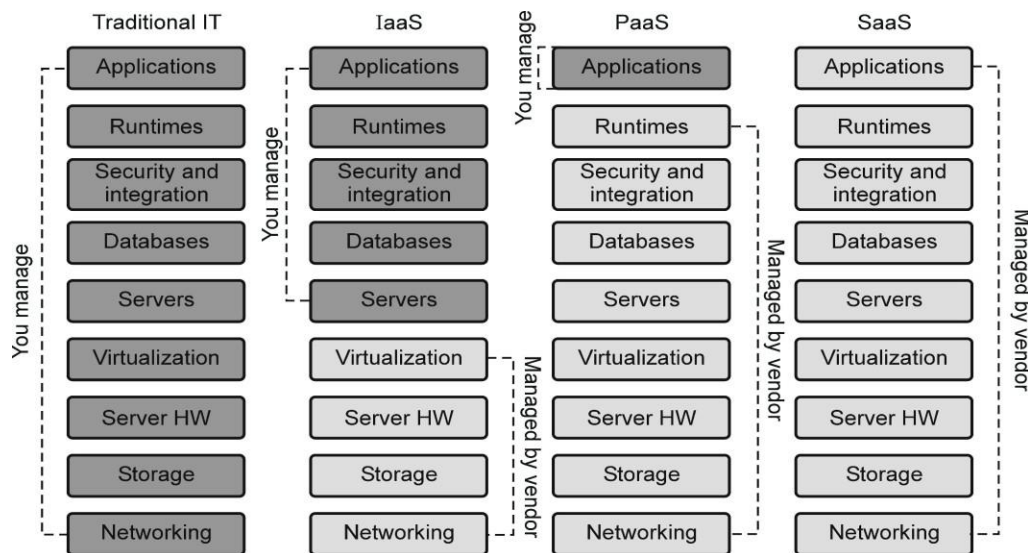 Traditional IT
Applications
Runtimes
Security and
integration
Databases
Servers
Virtualization
Server HW
Storage
Networking
You manage
IaaS
Applications
Runtimes
Security and
integration
Databases
Servers
Virtualization
Server HW
Storage
Networking
You manage
Managed by vendor
PaaS
Applications
Runtimes
Security and
integration
Databases
Servers
Virtualization
Server HW
Storage
Networking
You manage
Managed by vendor
SaaS
Applications
Runtimes
Security and
integration
Databases
Servers
Virtualization
Server HW
Storage
Networking
Managed by vendor